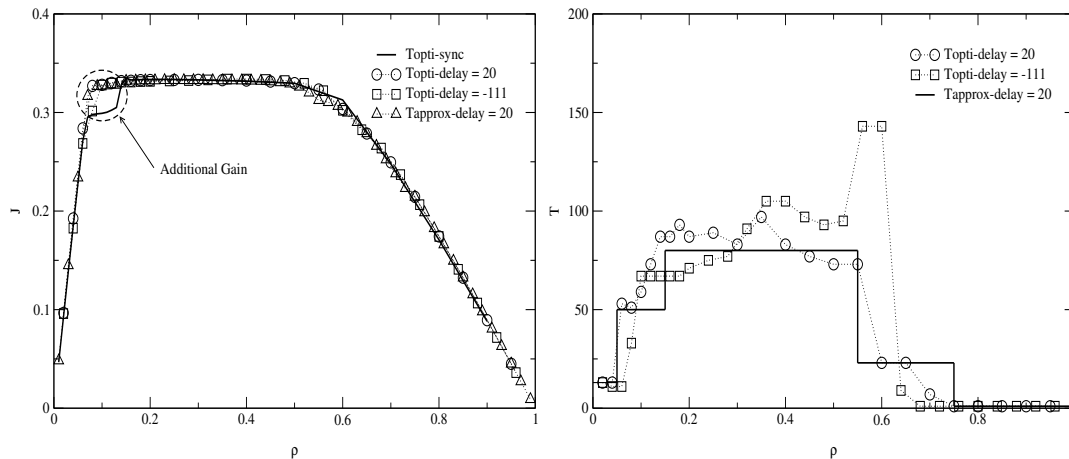 0.4
0.3
0.2
0.1
0
J
Topti-sync
Topti-delay = 20
Topti-delay = -111
Tapprox-delay = 20
Additional Gain
0 0.2 0.4 0.6 0.8 1
ρ
200
150
100
50
0
T
Topti-delay = 20
Topti-delay = -111
Tapprox-delay = 20
0 0.2 0.4 0.6 0.8
ρ